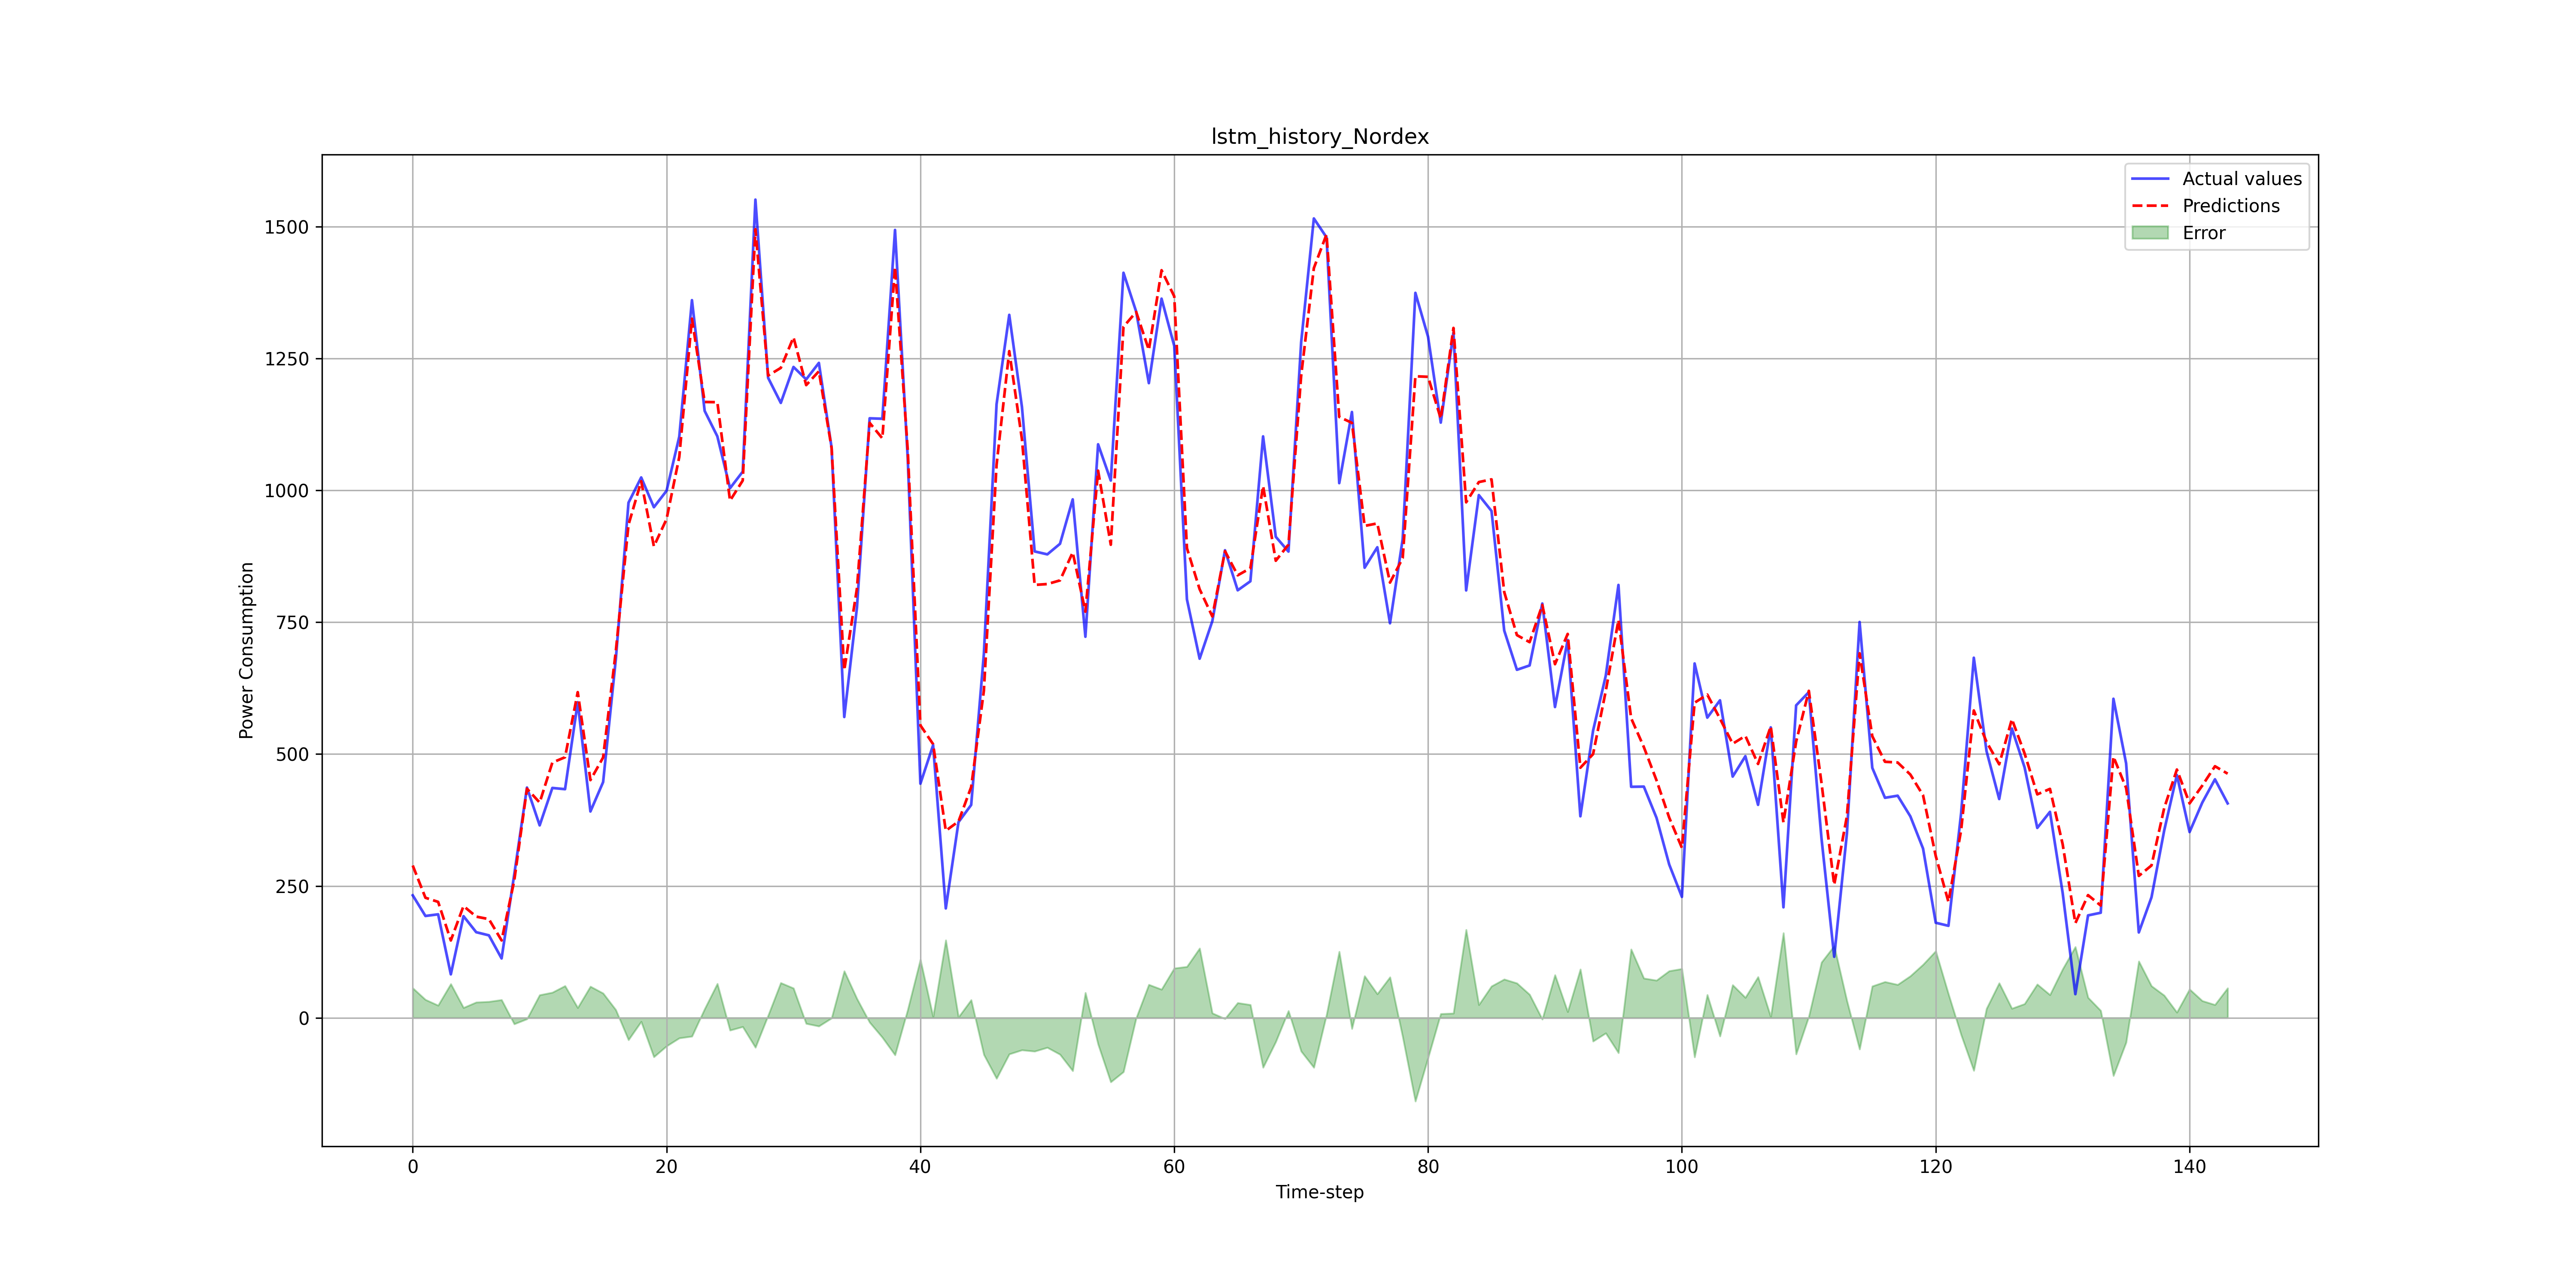 lstm_history_Nordex
Actual values
Predictions
Error
Power Consumption
1500
1250
1000
750
500
250
0
0 20 40 60 80 100 120 140
Time-step